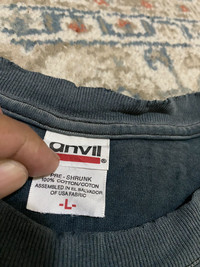 anvil
®
PRE-SHRUNK
100% COTTON/COTON
ASSEMBLED IN EL SALVADOR
OF USA FABRIC
-L-